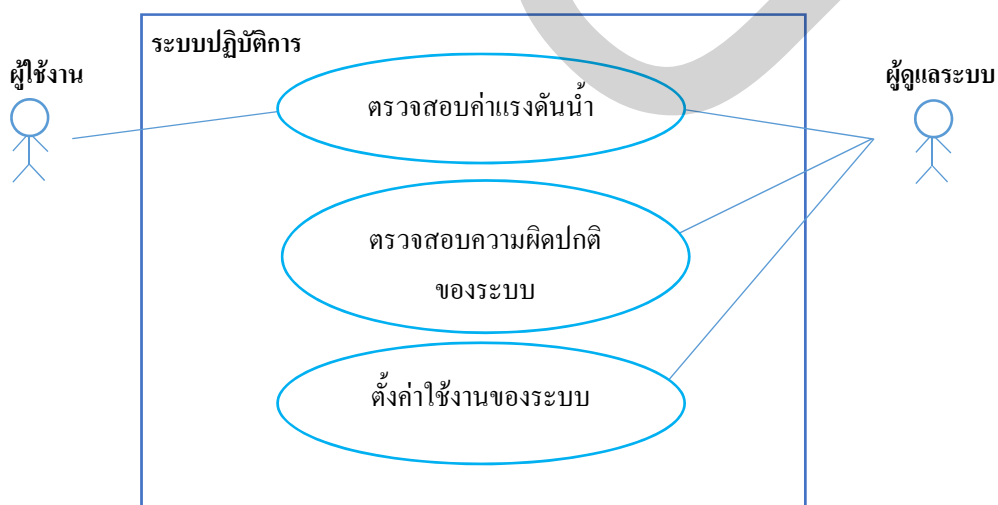 ระบบปฏิบัติการ
ผู้ใช้งาน
ผู้ดูแลระบบ
ตรวจสอบค่าแรงดันน้ำ
ตรวจสอบความผิดปกติ
ของระบบ
ตั้งค่าใช้งานของระบบ